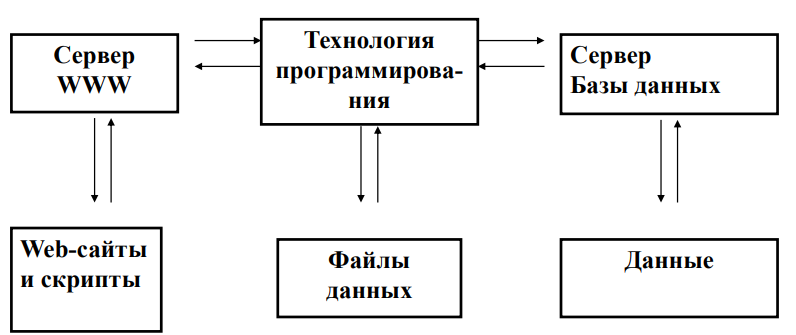 Сервер
WWW
Технология
программирова-
ния
Сервер
Базы данных
Web-сайты
и скрипты
Файлы
данных
Данные